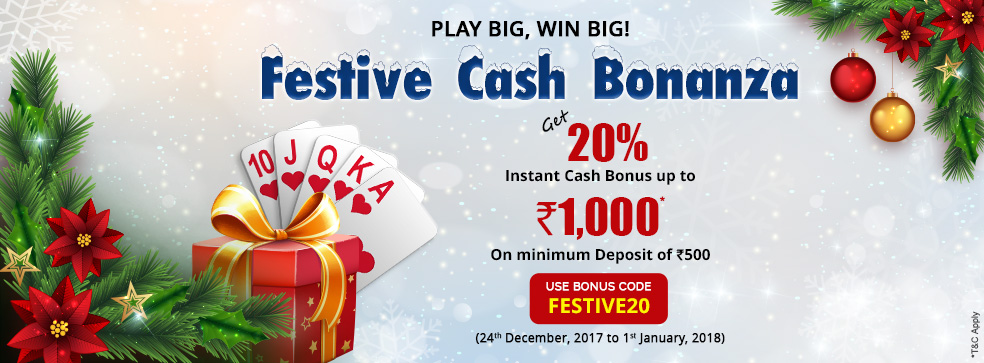 PLAY BIG, WIN BIG!
Festive Cash Bonanza
Get
20%
Instant Cash Bonus up to
₹1,000*
On minimum Deposit of ₹500
USE BONUS CODE
FESTIVE20
(24th December, 2017 to 1st January, 2018)
10 J Q K A
*T&C Apply